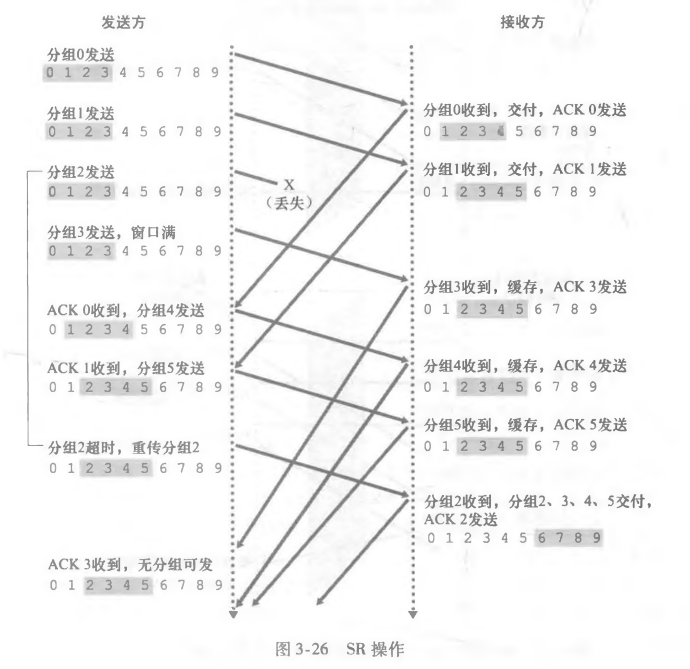 发送方
接收方
分组0发送
0 1 2 3 4 5 6 7 8 9
分组1发送
0 1 2 3 4 5 6 7 8 9
分组2发送
0 1 2 3 4 5 6 7 8 9
X
（丢失）
分组3发送，窗口满
0 1 2 3 4 5 6 7 8 9
ACK 0收到，分组4发送
0 1 2 3 4 5 6 7 8 9
ACK 1收到，分组5发送
0 1 2 3 4 5 6 7 8 9
分组2超时，重传分组2
0 1 2 3 4 5 6 7 8 9
ACK 3收到，无分组可发
0 1 2 3 4 5 6 7 8 9
分组0收到，交付，ACK 0发送
0 1 2 3 4 5 6 7 8 9
分组1收到，交付，ACK 1发送
0 1 2 3 4 5 6 7 8 9
分组3收到，缓存，ACK 3发送
0 1 2 3 4 5 6 7 8 9
分组4收到，缓存，ACK 4发送
0 1 2 3 4 5 6 7 8 9
分组5收到，缓存，ACK 5发送
0 1 2 3 4 5 6 7 8 9
分组2收到，分组2、3、4、5交付，
ACK 2发送
0 1 2 3 4 5 6 7 8 9
图 3-26 SR 操作